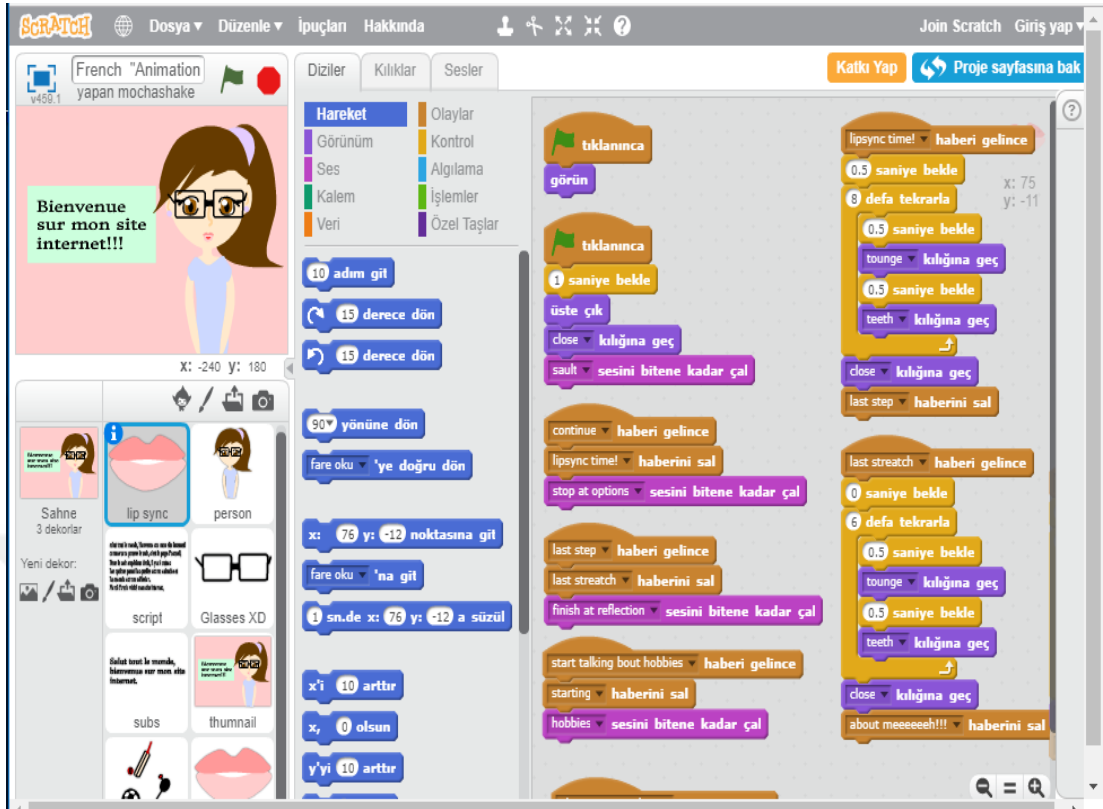 SCRATCH Dosya▼ Düzenle▼ İpuçları Hakkında Join Scratch Giriş yap▼
French "Animation
v459.1 yapan mochashake
Bienvenue
sur mon site
internet!!!
X: -240 y: 180
Sahne
3 dekorlar
Yeni dekor:
lip sync
person
script
Glasses XD
Salut tout le monde,
bienvenue sur mon site
internet.
subs
thumnail
Diziler Kılıklar Sesler
Katkı Yap Proje sayfasına bak
Hareket Olaylar
Görünüm Kontrol
Ses Algılama
Kalem İşlemler
Veri Özel Taşlar
10 adım git
15 derece dön
15 derece dön
90▼ yönüne dön
fare oku 'ye doğru dön
x: 76 y: -12 noktasına git
fare oku 'na git
1 sn.de x: 76 y: -12 a süzül
x'i 10 arttır
x, 0 olsun
y'yi 10 arttır
tıklanınca
görün
tıklanınca
1 saniye bekle
üste çık
close kılığına geç
sault sesini bitene kadar çal
continue haberi gelince
lipsync time! haberini sal
stop at options sesini bitene kadar çal
last step haberi gelince
last streatch haberini sal
finish at reflection sesini bitene kadar çal
start talking bout hobbies haberi gelince
starting haberini sal
hobbies sesini bitene kadar çal
lipsync time! haberi gelince
0.5 saniye bekle
8 defa tekrarla
0.5 saniye bekle
tounge kılığına geç
0.5 saniye bekle
teeth kılığına geç
close kılığına geç
last step haberini sal
x: 75
y: -11
last streatch haberi gelince
0 saniye bekle
6 defa tekrarla
0.5 saniye bekle
tounge kılığına geç
0.5 saniye bekle
teeth kılığına geç
close kılığına geç
about meeeeeeh!!! haberini sal